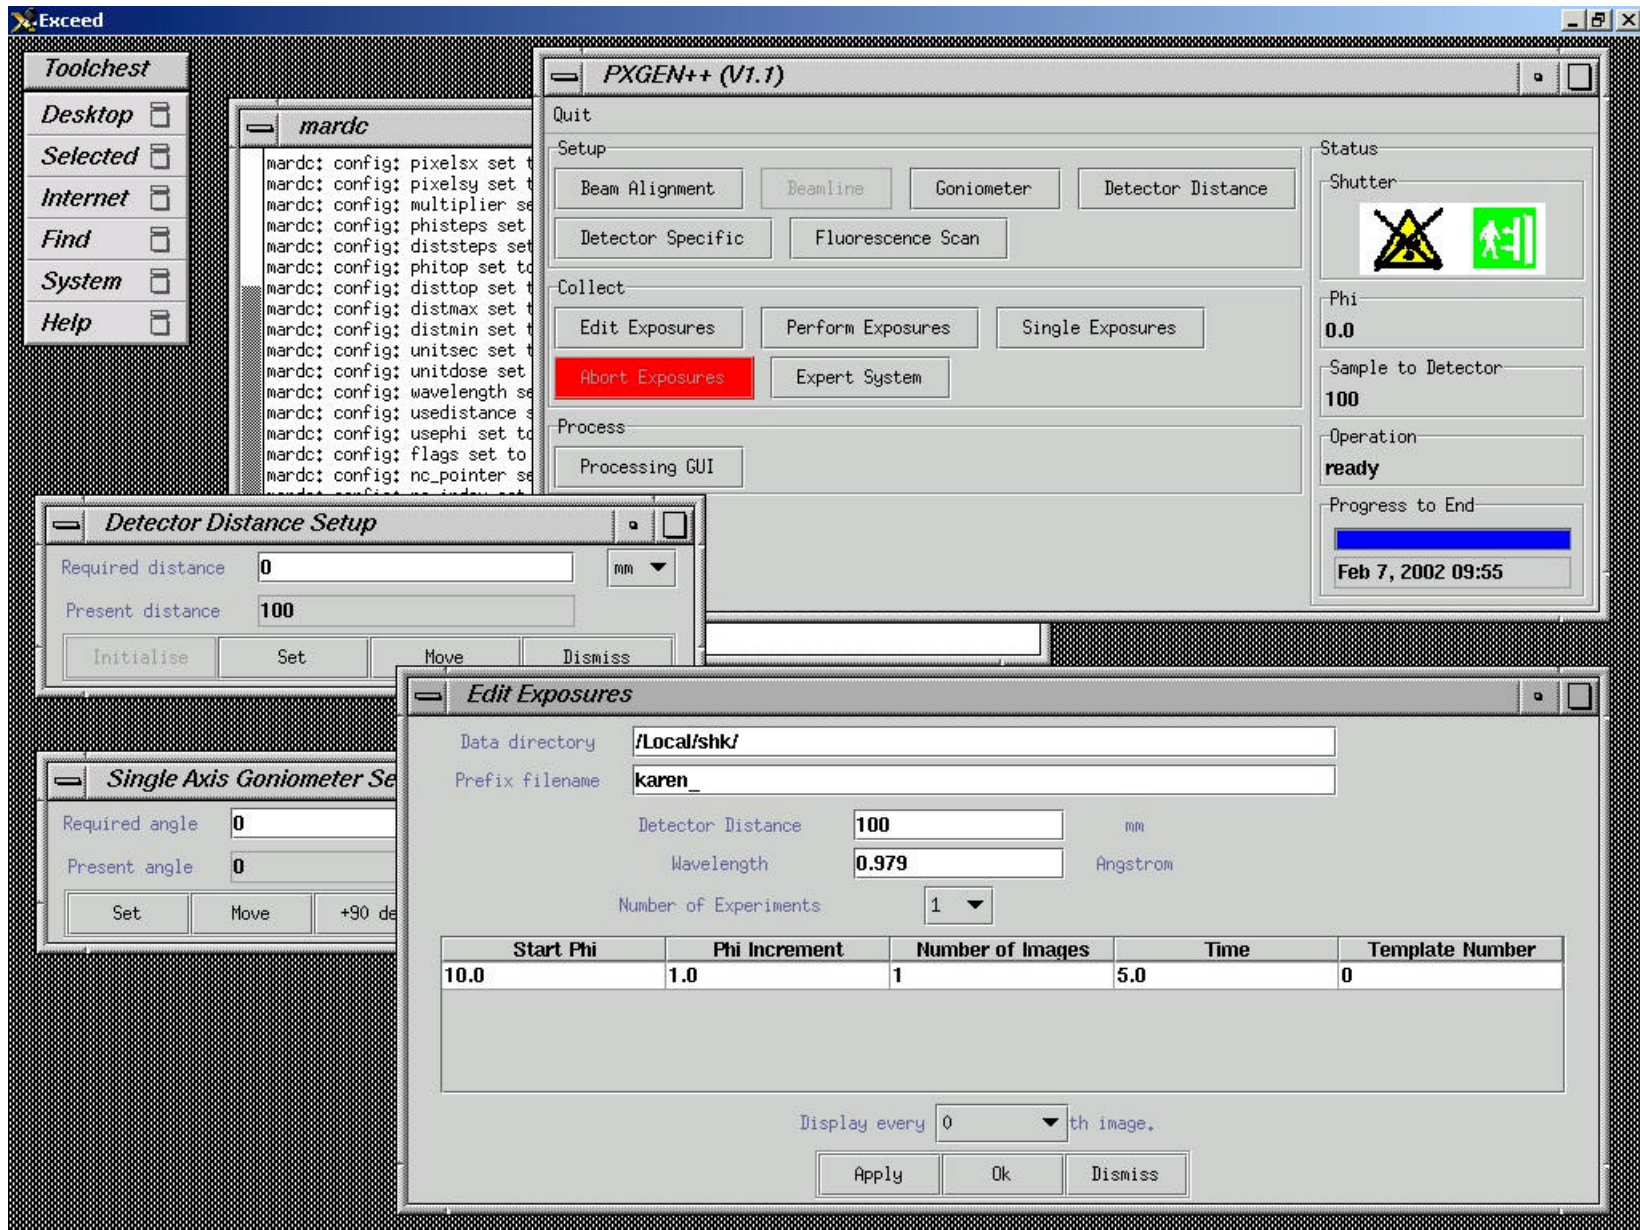 Exceed
Toolchest
Desktop
Selected
Internet
Find
System
Help
mardc
mardc: config: pixelsx set t
mardc: config: pixelsy set t
mardc: config: multiplier se
mardc: config: phisteps set
mardc: config: diststeps set
mardc: config: phitop set to
mardc: config: disttop set t
mardc: config: distmax set t
mardc: config: distmin set t
mardc: config: unitsec set t
mardc: config: unitdose set
mardc: config: wavelength se
mardc: config: usedistance s
mardc: config: usephi set to
mardc: config: flags set to
mardc: config: nc_pointer se
PXGEN++ (V1.1)
Quit
Setup
Beam Alignment Beamline Goniometer Detector Distance
Detector Specific Fluorescence Scan
Collect
Edit Exposures Perform Exposures Single Exposures
Abort Exposures Expert System
Process
Processing GUI
Status
Shutter
Phi
0.0
Sample to Detector
100
Operation
ready
Progress to End
Feb 7, 2002 09:55
Detector Distance Setup
Required distance 0 mm
Present distance 100
Initialise Set Move Dismiss
Single Axis Goniometer Se
Required angle 0
Present angle 0
Set Move +90 de
Edit Exposures
Data directory /Local/shk/
Prefix filename karen_
Detector Distance 100 mm
Wavelength 0.979 Angstrom
Number of Experiments 1
Start Phi Phi Increment Number of Images Time Template Number
10.0 1.0 1 5.0 0
Display every 0 th image.
Apply Ok Dismiss